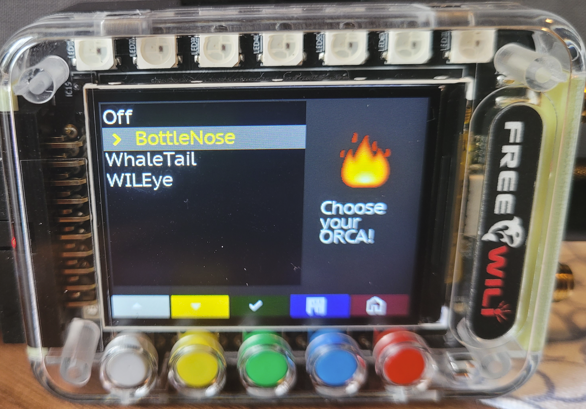 Off
> BottleNose
WhaleTail
WILEye
Choose
your
ORCA!
FREE WILi